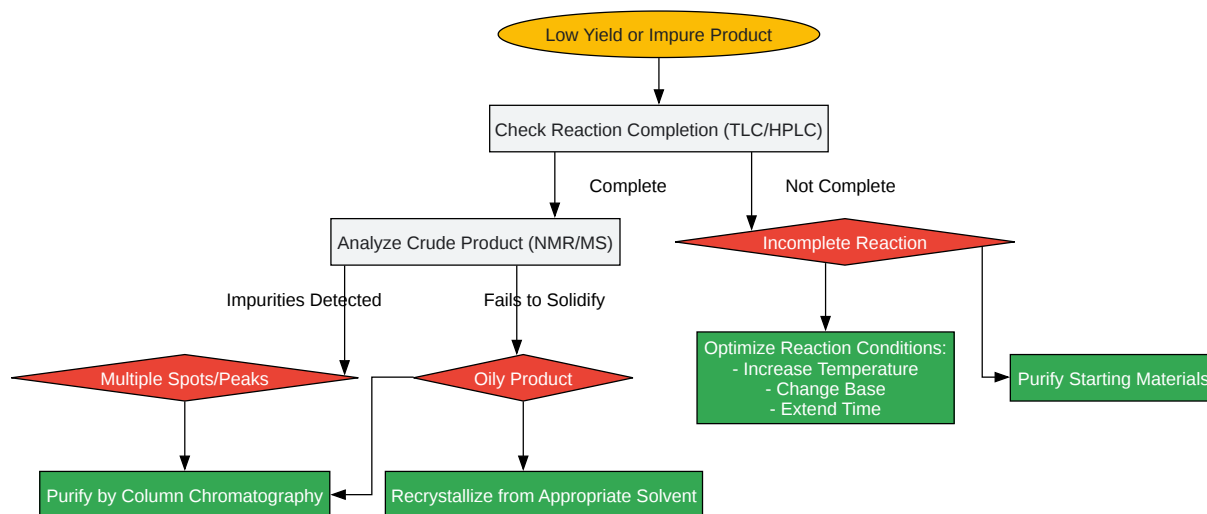 Low Yield or Impure Product
Check Reaction Completion (TLC/HPLC)
Complete
Not Complete
Analyze Crude Product (NMR/MS)
Incomplete Reaction
Impurities Detected
Fails to Solidify
Optimize Reaction Conditions:
- Increase Temperature
- Change Base
- Extend Time
Multiple Spots/Peaks
Oily Product
Purify Starting Materials
Purify by Column Chromatography
Recrystallize from Appropriate Solvent